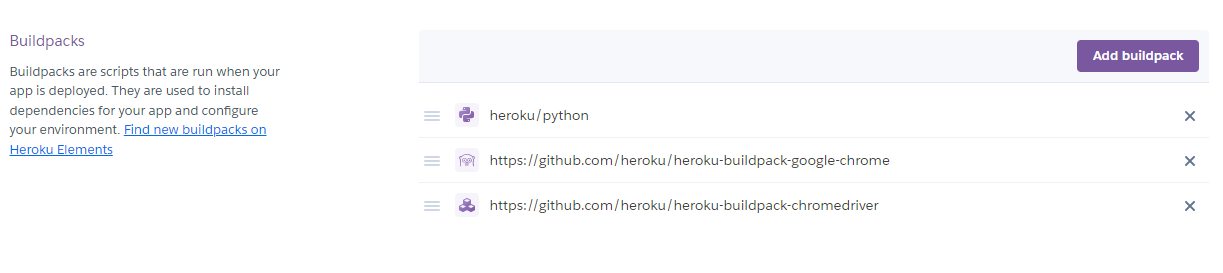 Buildpacks
Add buildpack
Buildpacks are scripts that are run when your
app is deployed. They are used to install
dependencies for your app and configure
your environment. Find new buildpacks on
Heroku Elements
heroku/python
https://github.com/heroku/heroku-buildpack-google-chrome
https://github.com/heroku/heroku-buildpack-chromedriver